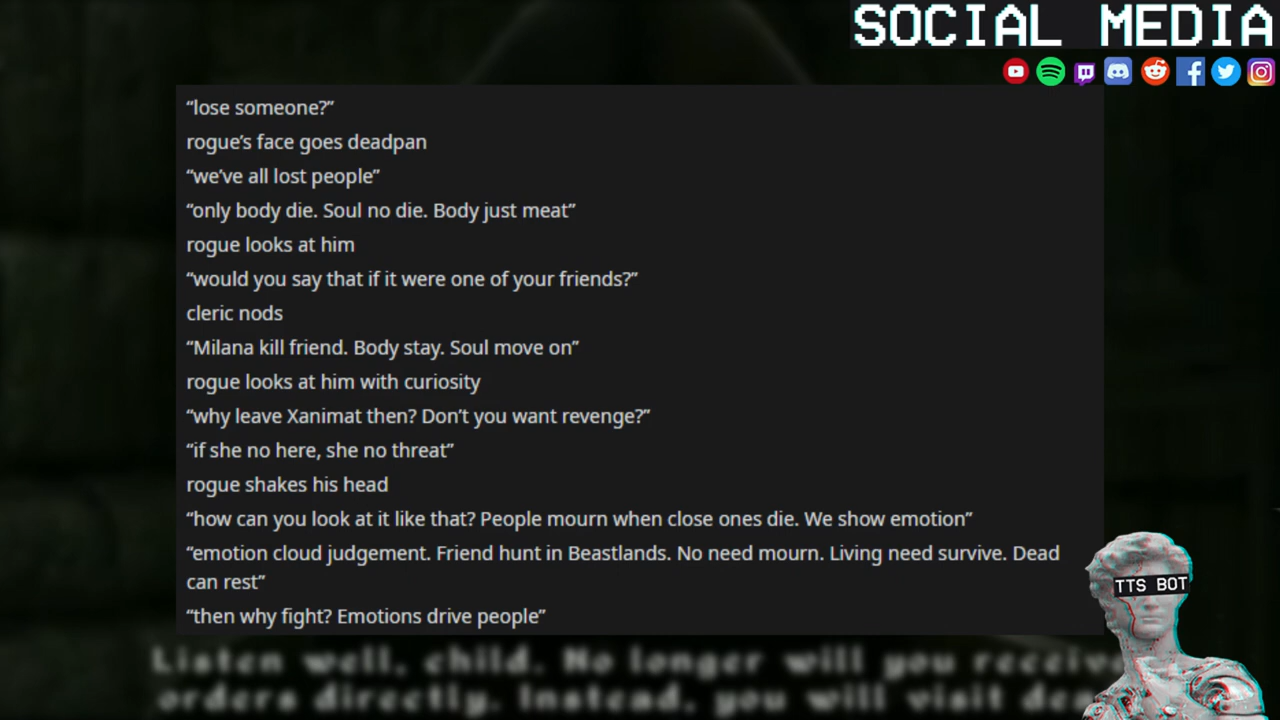 SOCIAL MEDIA
“lose someone?”
rogue’s face goes deadpan
“we’ve all lost people”
“only body die. Soul no die. Body just meat”
rogue looks at him
“would you say that if it were one of your friends?”
cleric nods
“Milana kill friend. Body stay. Soul move on”
rogue looks at him with curiosity
“why leave Xanimat then? Don’t you want revenge?”
“if she no here, she no threat”
rogue shakes his head
“how can you look at it like that? People mourn when close ones die. We show emotion”
“emotion cloud judgement. Friend hunt in Beastlands. No need mourn. Living need survive. Dead
can rest”
TTS BOT
“then why fight? Emotions drive people”
Listen well, child. No longer will you receive
orders directly. Instead, you will visit